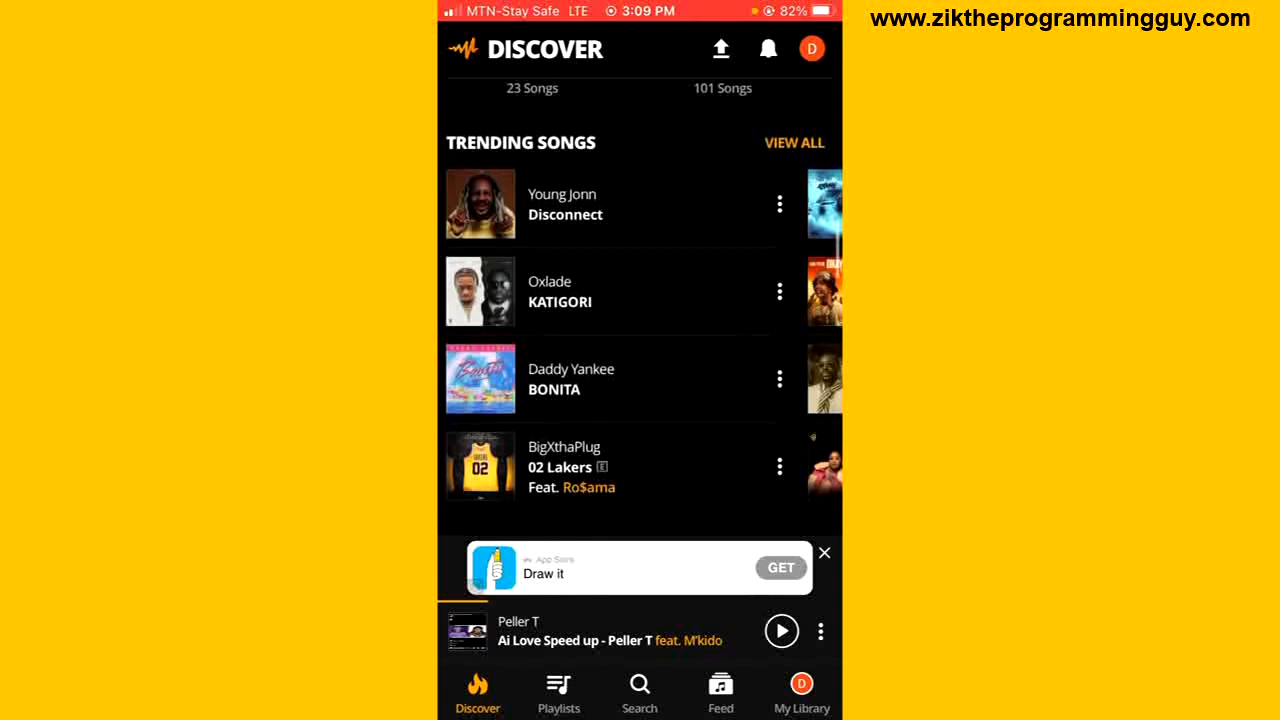 MTN-Stay Safe LTE 3:09 PM 82%
www.ziktheprogrammingguy.com
DISCOVER
D
23 Songs 101 Songs
TRENDING SONGS VIEW ALL
Young Jonn
Disconnect
Oxlade
KATIGORI
Daddy Yankee
BONITA
BigXthaPlug
02 Lakers E
Feat. Ro$ama
02
App Store
Draw it
GET
Peller T
Ai Love Speed up - Peller T feat. M'kido
D
Discover Playlists Search Feed My Library